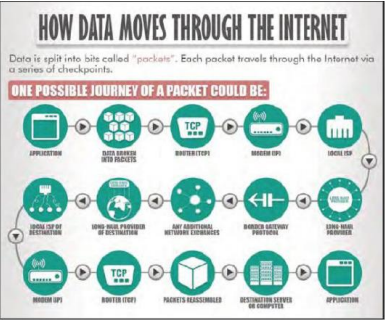 HOW DATA MOVES THROUGH THE INTERNET
Data is split into bits called "packets". Each packet travels through the Internet via
a series of checkpoints.
ONE POSSIBLE JOURNEY OF A PACKET COULD BE:
TCP
APPLICATION
DATA BROKEN
INTO PACKETS
ROUTER (TCP)
MODEM (IP)
LOCAL ISP
LOCAL ISP OF
DESTINATION
LONG-HAUL PROVIDER
OF DESTINATION
ANY ADDITIONAL
NETWORK EXCHANGES
BORDER GATEWAY
PROTOCOL
LONG-HAUL
PROVIDER
TCP
MODEM (IP)
ROUTER (TCP)
PACKETS REASSEMBLED
DESTINATION SERVER
OR COMPUTER
APPLICATION